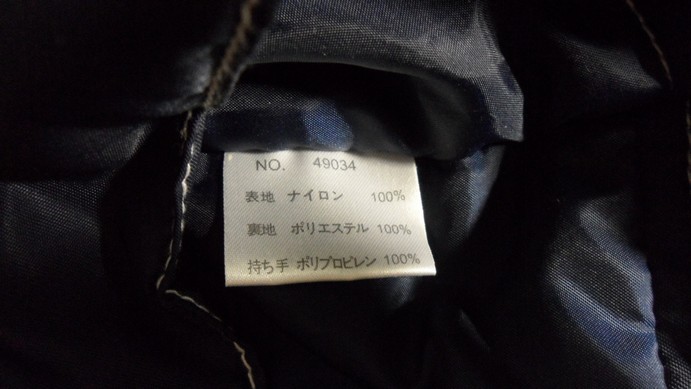 NO. 49034
表地 ナイロン 100%
裏地 ポリエステル 100%
持ち手 ポリプロピレン 100%